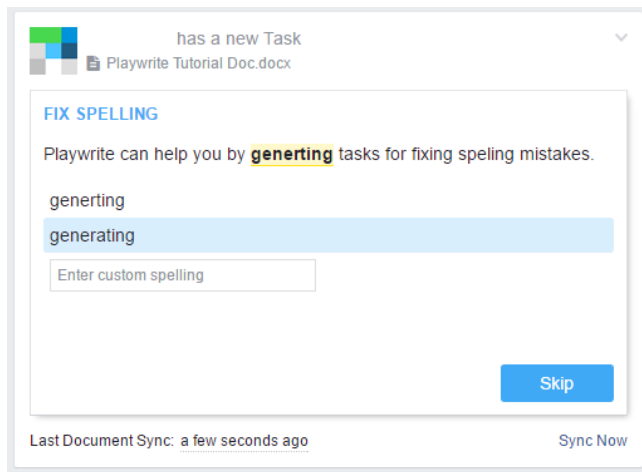 has a new Task
Playwrite Tutorial Doc.docx
FIX SPELLING
Playwrite can help you by generting tasks for fixing speling mistakes.
generting
generating
Enter custom spelling
Skip
Last Document Sync: a few seconds ago
Sync Now